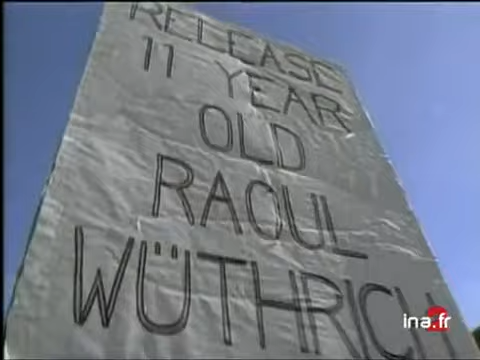 RELEASE
11 YEAR
OLD
RAOUL
WÜTHRICH
ina.fr